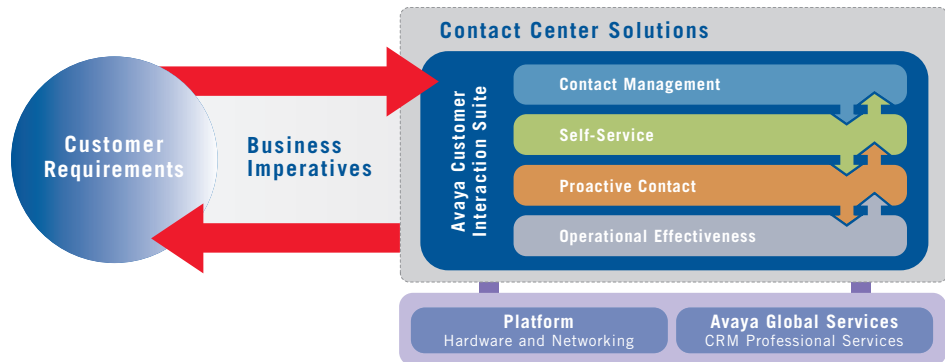 Contact Center Solutions
Customer
Requirements
Business
Imperatives
Avaya Customer
Interaction Suite
Contact Management
Self-Service
Proactive Contact
Operational Effectiveness
Platform
Hardware and Networking
Avaya Global Services
CRM Professional Services